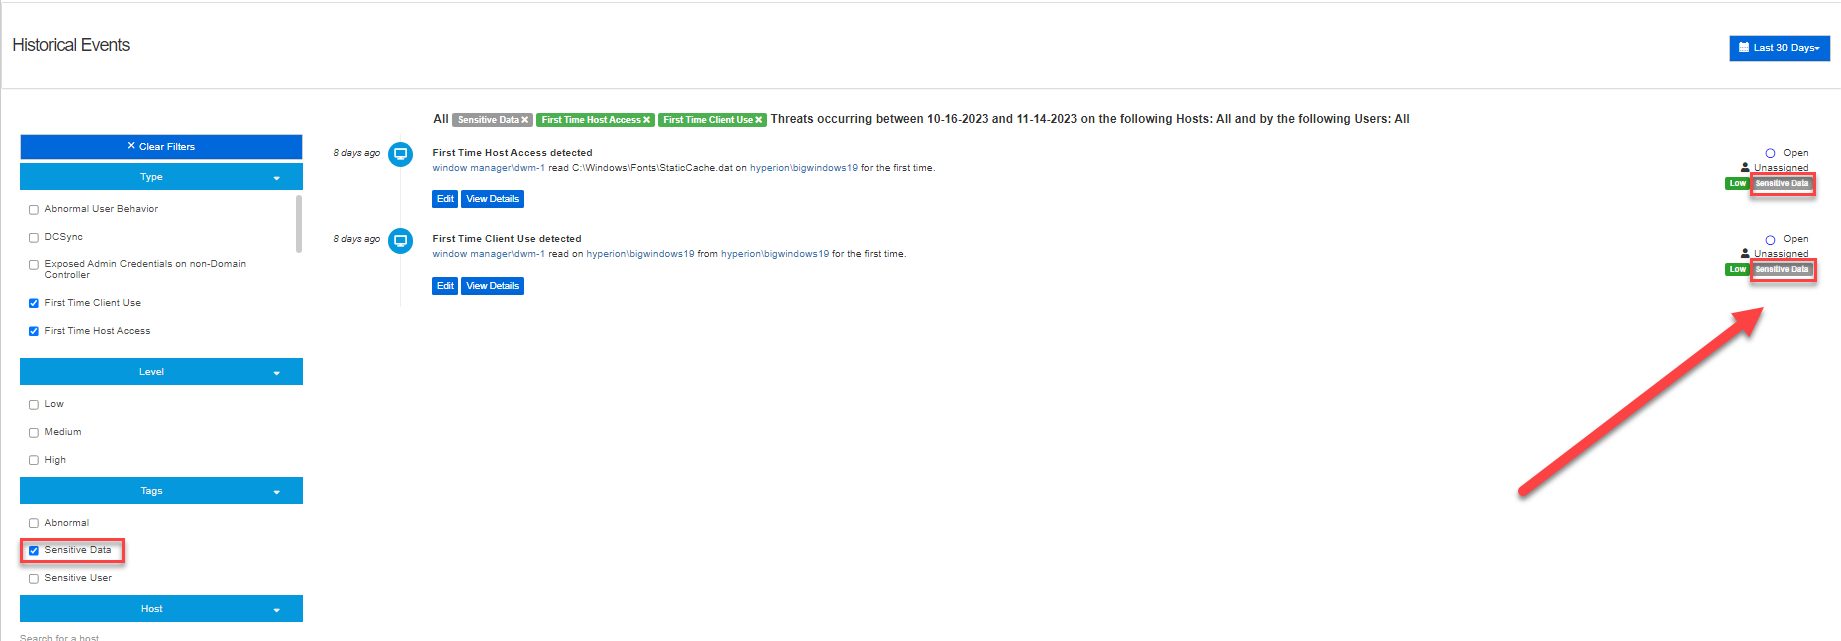 Historical Events
Last 30 Days
All Sensitive Data × First Time Host Access × First Time Client Use × Threats occurring between 10-16-2023 and 11-14-2023 on the following Hosts: All and by the following Users: All
× Clear Filters
Type
Abnormal User Behavior
DCSync
Exposed Admin Credentials on non-Domain
Controller
First Time Client Use
First Time Host Access
Level
Low
Medium
High
Tags
Abnormal
Sensitive Data
Sensitive User
Host
Search for a host
8 days ago
First Time Host Access detected
window manager\dwm-1 read C:\Windows\Fonts\StaticCache.dat on hyperion\bigwindows19 for the first time.
Edit View Details
Open
Unassigned
Low Sensitive Data
8 days ago
First Time Client Use detected
window manager\dwm-1 read on hyperion\bigwindows19 from hyperion\bigwindows19 for the first time.
Edit View Details
Open
Unassigned
Low Sensitive Data